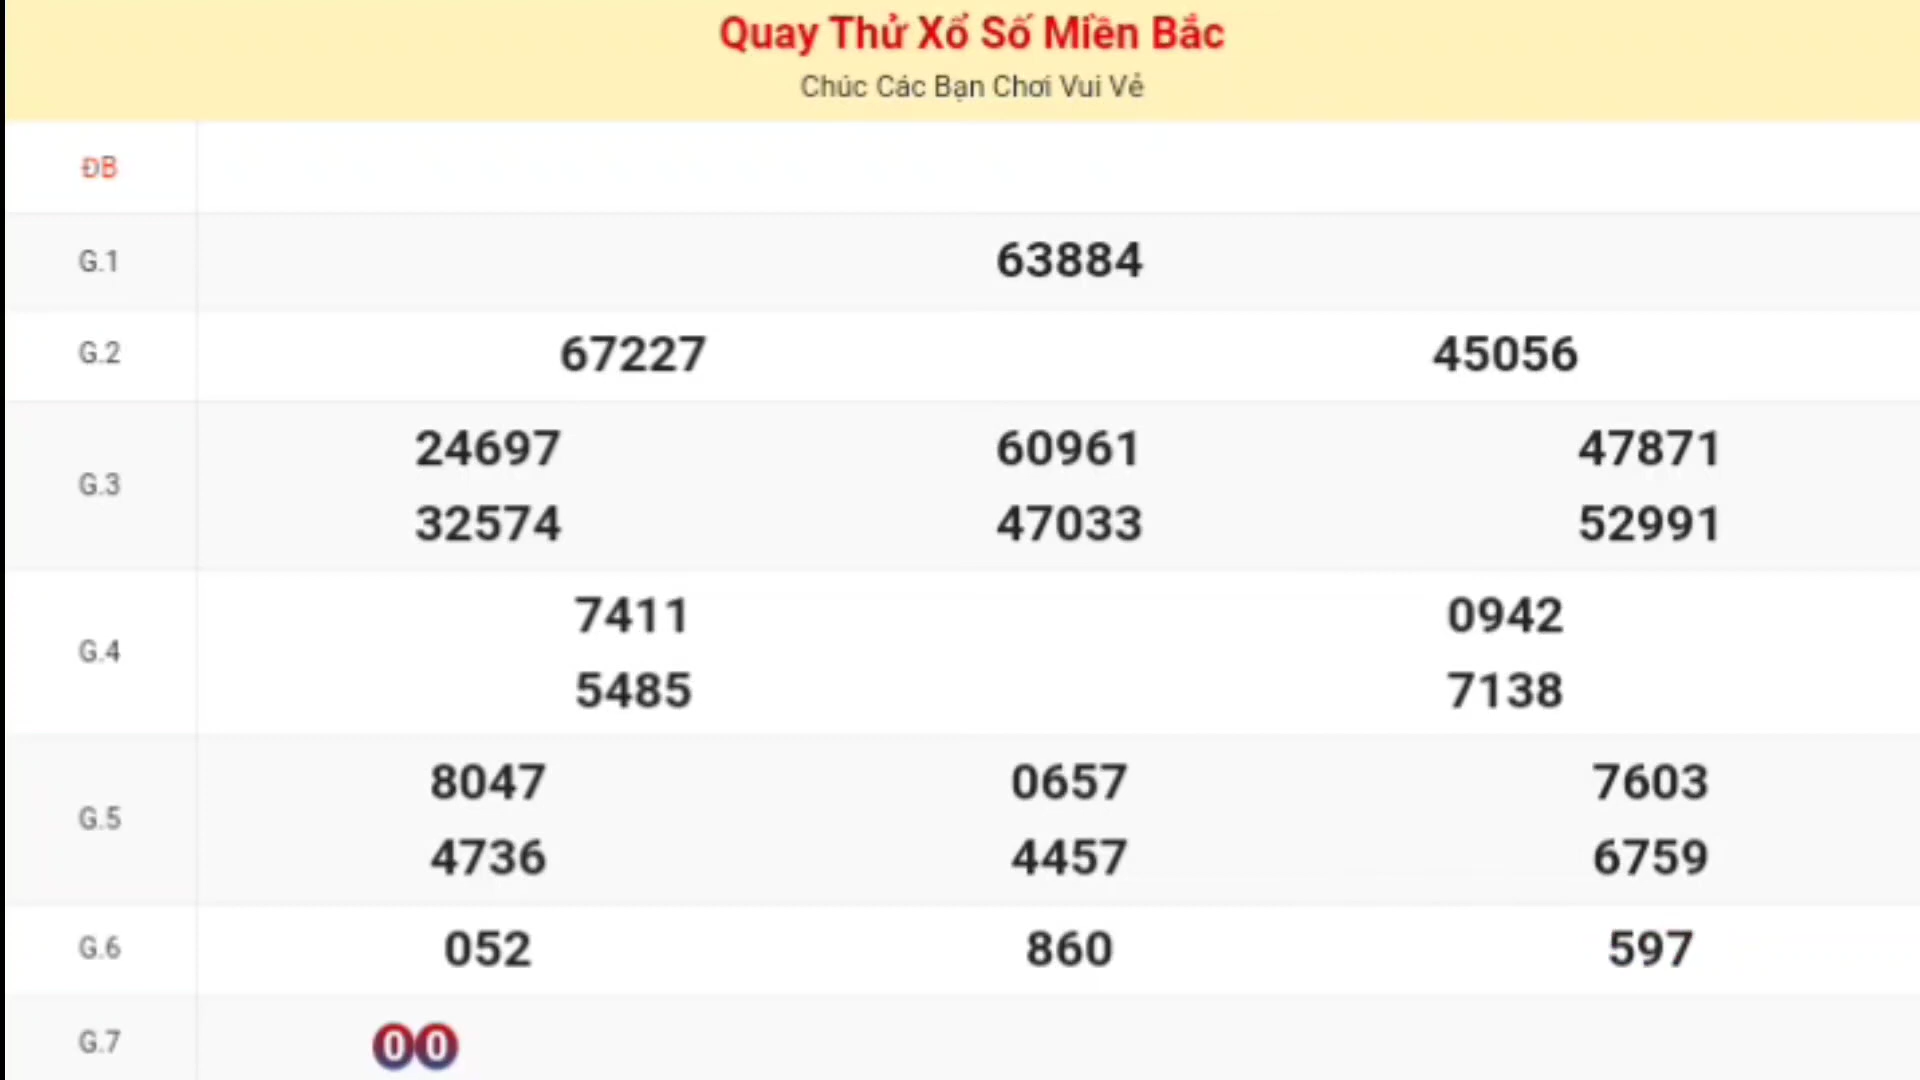 Quay Thử Xổ Số Miền Bắc
Chúc Các Bạn Chơi Vui Vẻ
ĐB
G.1 63884
G.2 67227 45056
G.3 24697 60961 47871
32574 47033 52991
G.4 7411 0942
5485 7138
G.5 8047 0657 7603
4736 4457 6759
G.6 052 860 597
G.7 00